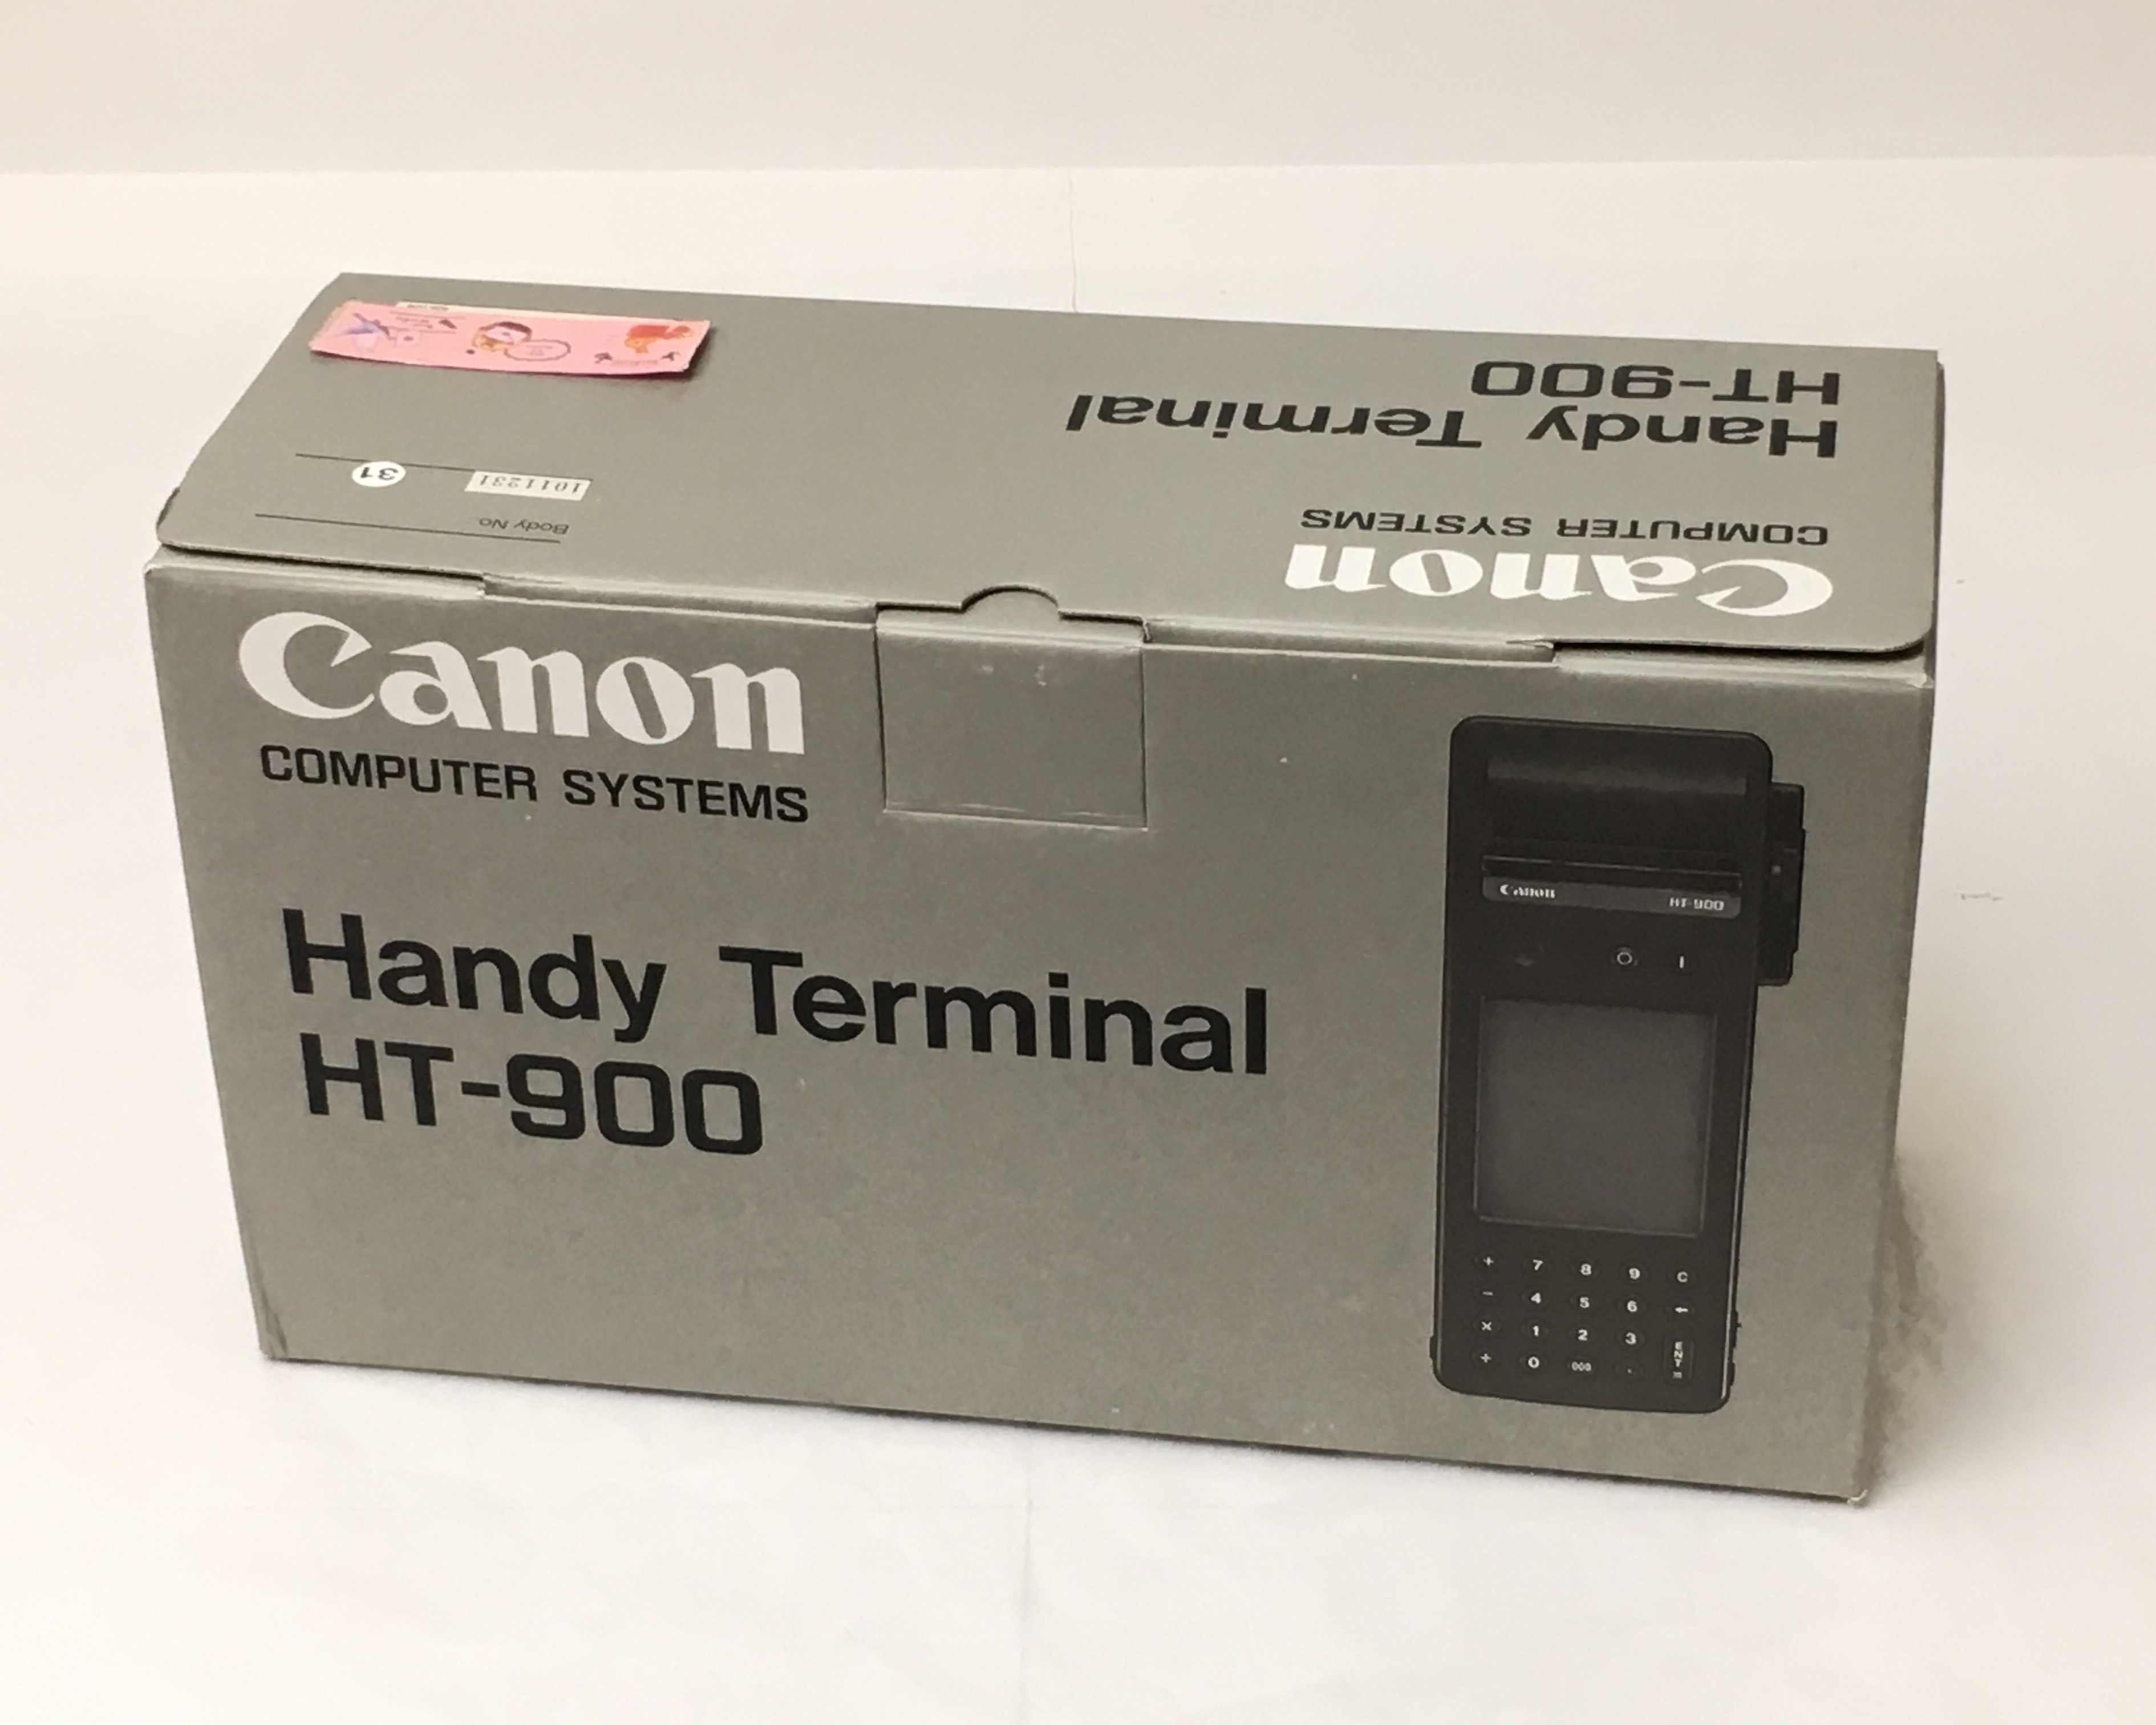 HT-900
Handy Terminal
COMPUTER SYSTEMS
Canon
31
1011231
Body No.
Canon
COMPUTER SYSTEMS
Handy Terminal
HT-900
Canon HT-900
O I
+ 7 8 9 C
- 4 5 6 ←
× 1 2 3
÷ 0 000 . ENT =